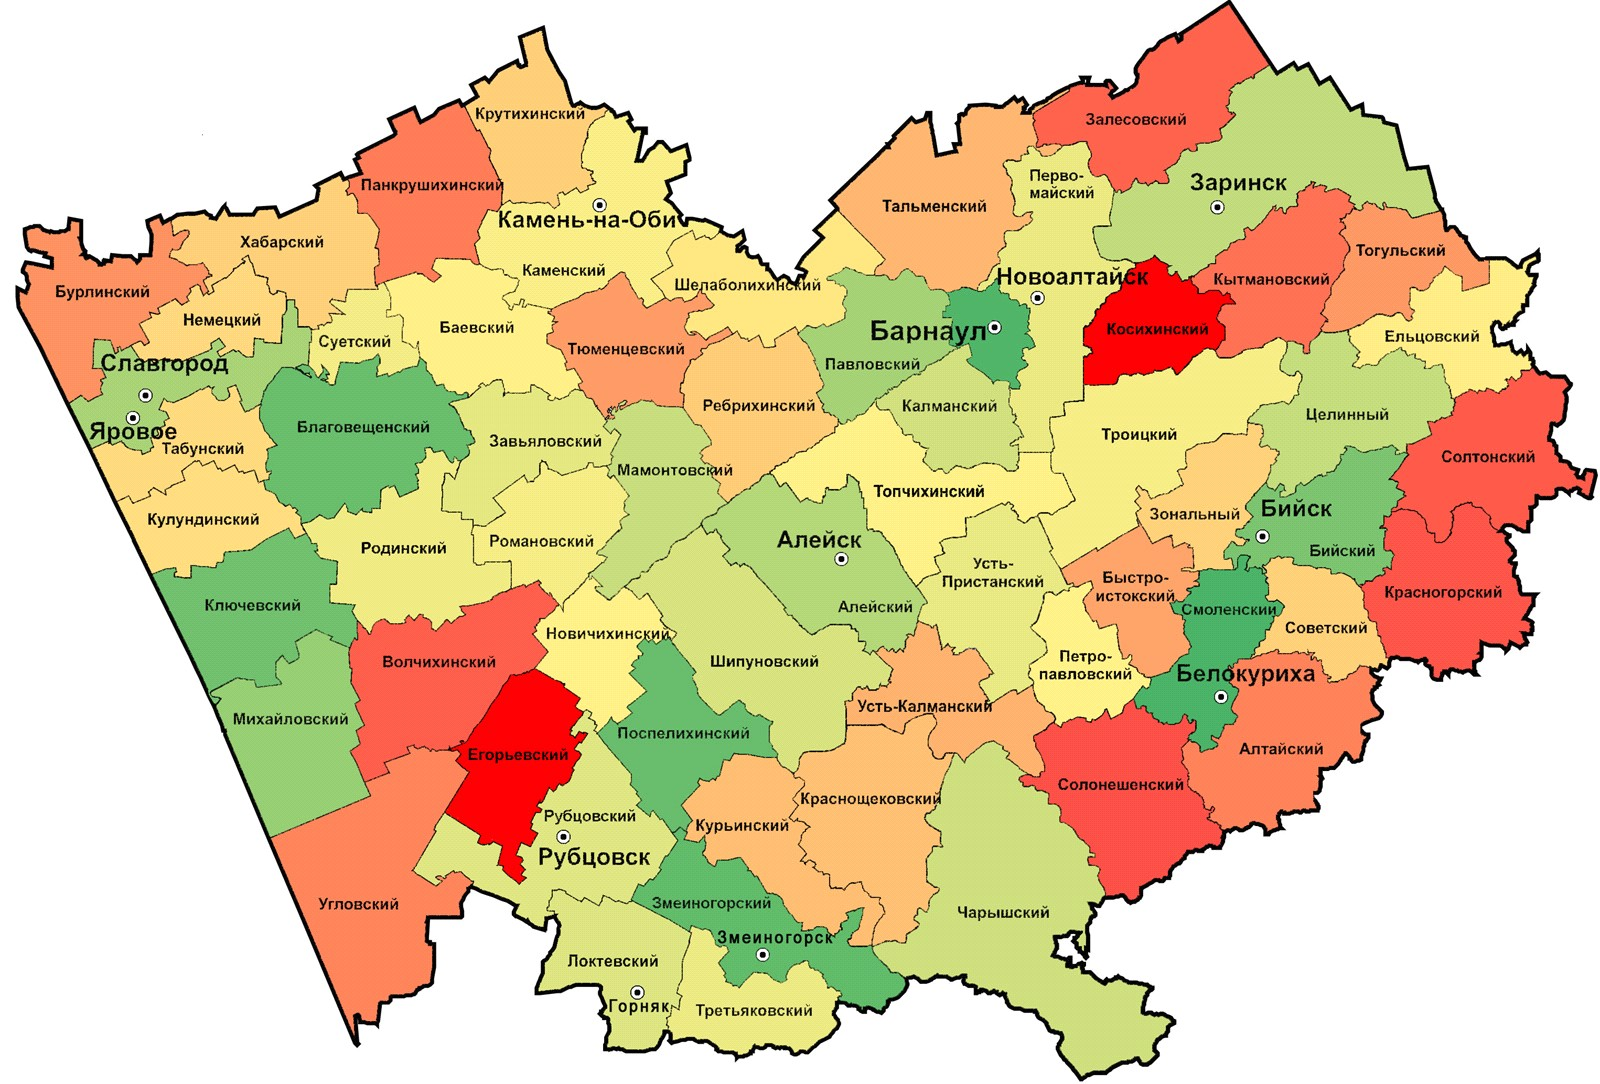 Крутихинский
Залесовский
Панкрушихинский
Заринск
Перво-
майский
Камень-на-Оби
Тальменский
Хабарский
Тогульский
Каменский
Новоалтайск
Кытмановский
Шелаболихинский
Бурлинский
Немецкий
Баевский
Барнаул
Косихинский
Суетский
Ельцовский
Тюменцевский
Славгород
Павловский
Ребрихинский
Калманский
Целинный
Благовещенский
Яровое
Завьяловский
Троицкий
Табунский
Солтонский
Мамонтовский
Топчихинский
Бийск
Зональный
Кулундинский
Алейск
Романовский
Родинский
Бийский
Усть-
Пристанский
Быстро-
истокский
Красногорский
Ключевский
Алейский
Смоленский
Советский
Новичихинский
Волчихинский
Шипуновский
Петро-
павловский
Белокуриха
Усть-Калманский
Михайловский
Поспелихинский
Алтайский
Егорьевский
Солонешенский
Краснощековский
Рубцовский
Курьинский
Рубцовск
Угловский
Змеиногорский
Чарышский
Змеиногорск
Локтевский
Горняк
Третьяковский